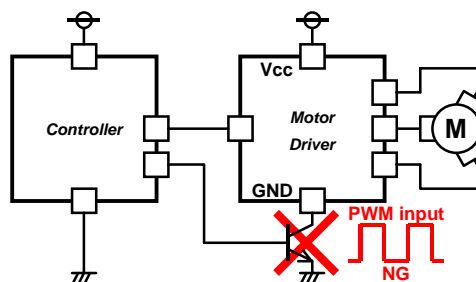 Vcc
Controller
Motor
Driver
M
GND
PWM input
NG